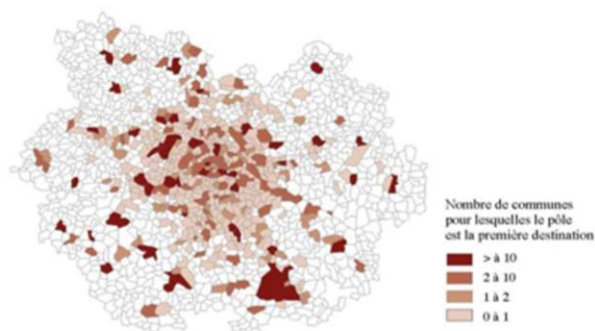 Nombre de communes
pour lesquelles le pôle
est la première destination
> à 10
2 à 10
1 à 2
0 à 1